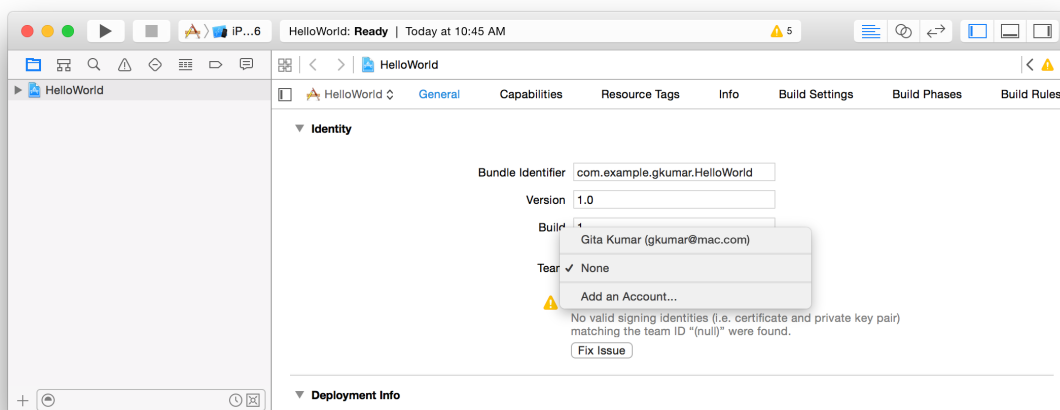 iP...6
HelloWorld: Ready | Today at 10:45 AM
5
HelloWorld
HelloWorld
HelloWorld
General
Capabilities
Resource Tags
Info
Build Settings
Build Phases
Build Rules
Identity
Bundle Identifier com.example.gkumar.HelloWorld
Version 1.0
Build
Gita Kumar (gkumar@mac.com)
Team ✓ None
Add an Account...
No valid signing identities (i.e. certificate and private key pair)
matching the team ID “(null)” were found.
Fix Issue
Deployment Info